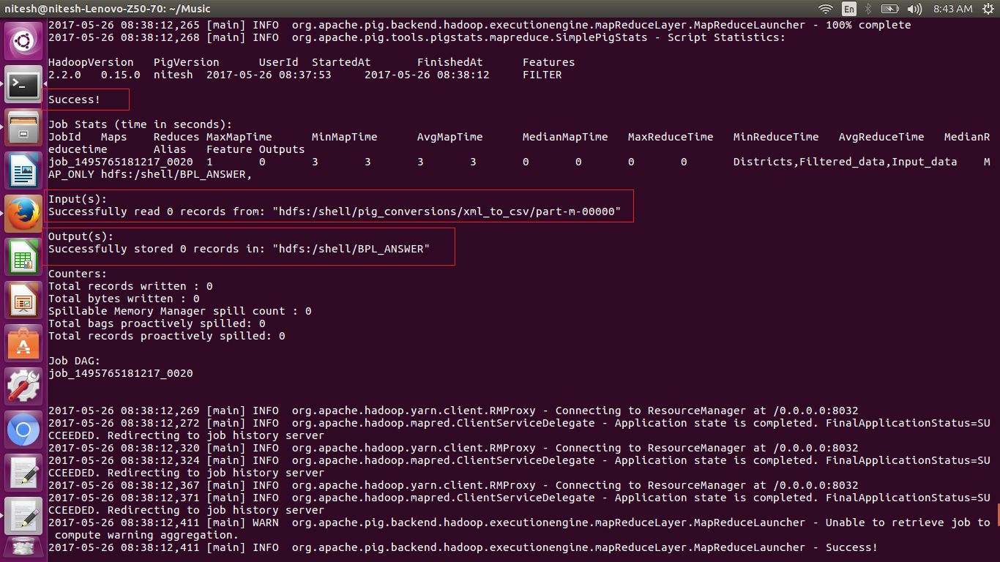 nitesh@nitesh-Lenovo-Z50-70: ~/Music
En
8:43 AM
2017-05-26 08:38:12,265 [main] INFO  org.apache.pig.backend.hadoop.executionengine.mapReduceLayer.MapReduceLauncher - 100% complete
2017-05-26 08:38:12,268 [main] INFO  org.apache.pig.tools.pigstats.mapreduce.SimplePigStats - Script Statistics:
HadoopVersion   PigVersion      UserId  StartedAt       FinishedAt      Features
2.2.0   0.15.0  nitesh  2017-05-26 08:37:53     2017-05-26 08:38:12     FILTER
Success!
Job Stats (time in seconds):
JobId   Maps    Reduces MaxMapTime      MinMapTime      AvgMapTime      MedianMapTime   MaxReduceTime   MinReduceTime   AvgReduceTime   MedianR
educetime       Alias   Feature Outputs
job_1495765181217_0020  1       0       3       3       3       3       0       0       0       0       Districts,Filtered_data,Input_data    M
AP_ONLY hdfs:/shell/BPL_ANSWER,
Input(s):
Successfully read 0 records from: "hdfs:/shell/pig_conversions/xml_to_csv/part-m-00000"
Output(s):
Successfully stored 0 records in: "hdfs:/shell/BPL_ANSWER"
Counters:
Total records written : 0
Total bytes written : 0
Spillable Memory Manager spill count : 0
Total bags proactively spilled: 0
Total records proactively spilled: 0
Job DAG:
job_1495765181217_0020
2017-05-26 08:38:12,269 [main] INFO  org.apache.hadoop.yarn.client.RMProxy - Connecting to ResourceManager at /0.0.0.0:8032
2017-05-26 08:38:12,272 [main] INFO  org.apache.hadoop.mapred.ClientServiceDelegate - Application state is completed. FinalApplicationStatus=SU
CCEEDED. Redirecting to job history server
2017-05-26 08:38:12,320 [main] INFO  org.apache.hadoop.yarn.client.RMProxy - Connecting to ResourceManager at /0.0.0.0:8032
2017-05-26 08:38:12,324 [main] INFO  org.apache.hadoop.mapred.ClientServiceDelegate - Application state is completed. FinalApplicationStatus=SU
CCEEDED. Redirecting to job history server
2017-05-26 08:38:12,367 [main] INFO  org.apache.hadoop.yarn.client.RMProxy - Connecting to ResourceManager at /0.0.0.0:8032
2017-05-26 08:38:12,371 [main] INFO  org.apache.hadoop.mapred.ClientServiceDelegate - Application state is completed. FinalApplicationStatus=SU
CCEEDED. Redirecting to job history server
2017-05-26 08:38:12,411 [main] WARN  org.apache.pig.backend.hadoop.executionengine.mapReduceLayer.MapReduceLauncher - Unable to retrieve job to
 compute warning aggregation.
2017-05-26 08:38:12,411 [main] INFO  org.apache.pig.backend.hadoop.executionengine.mapReduceLayer.MapReduceLauncher - Success!